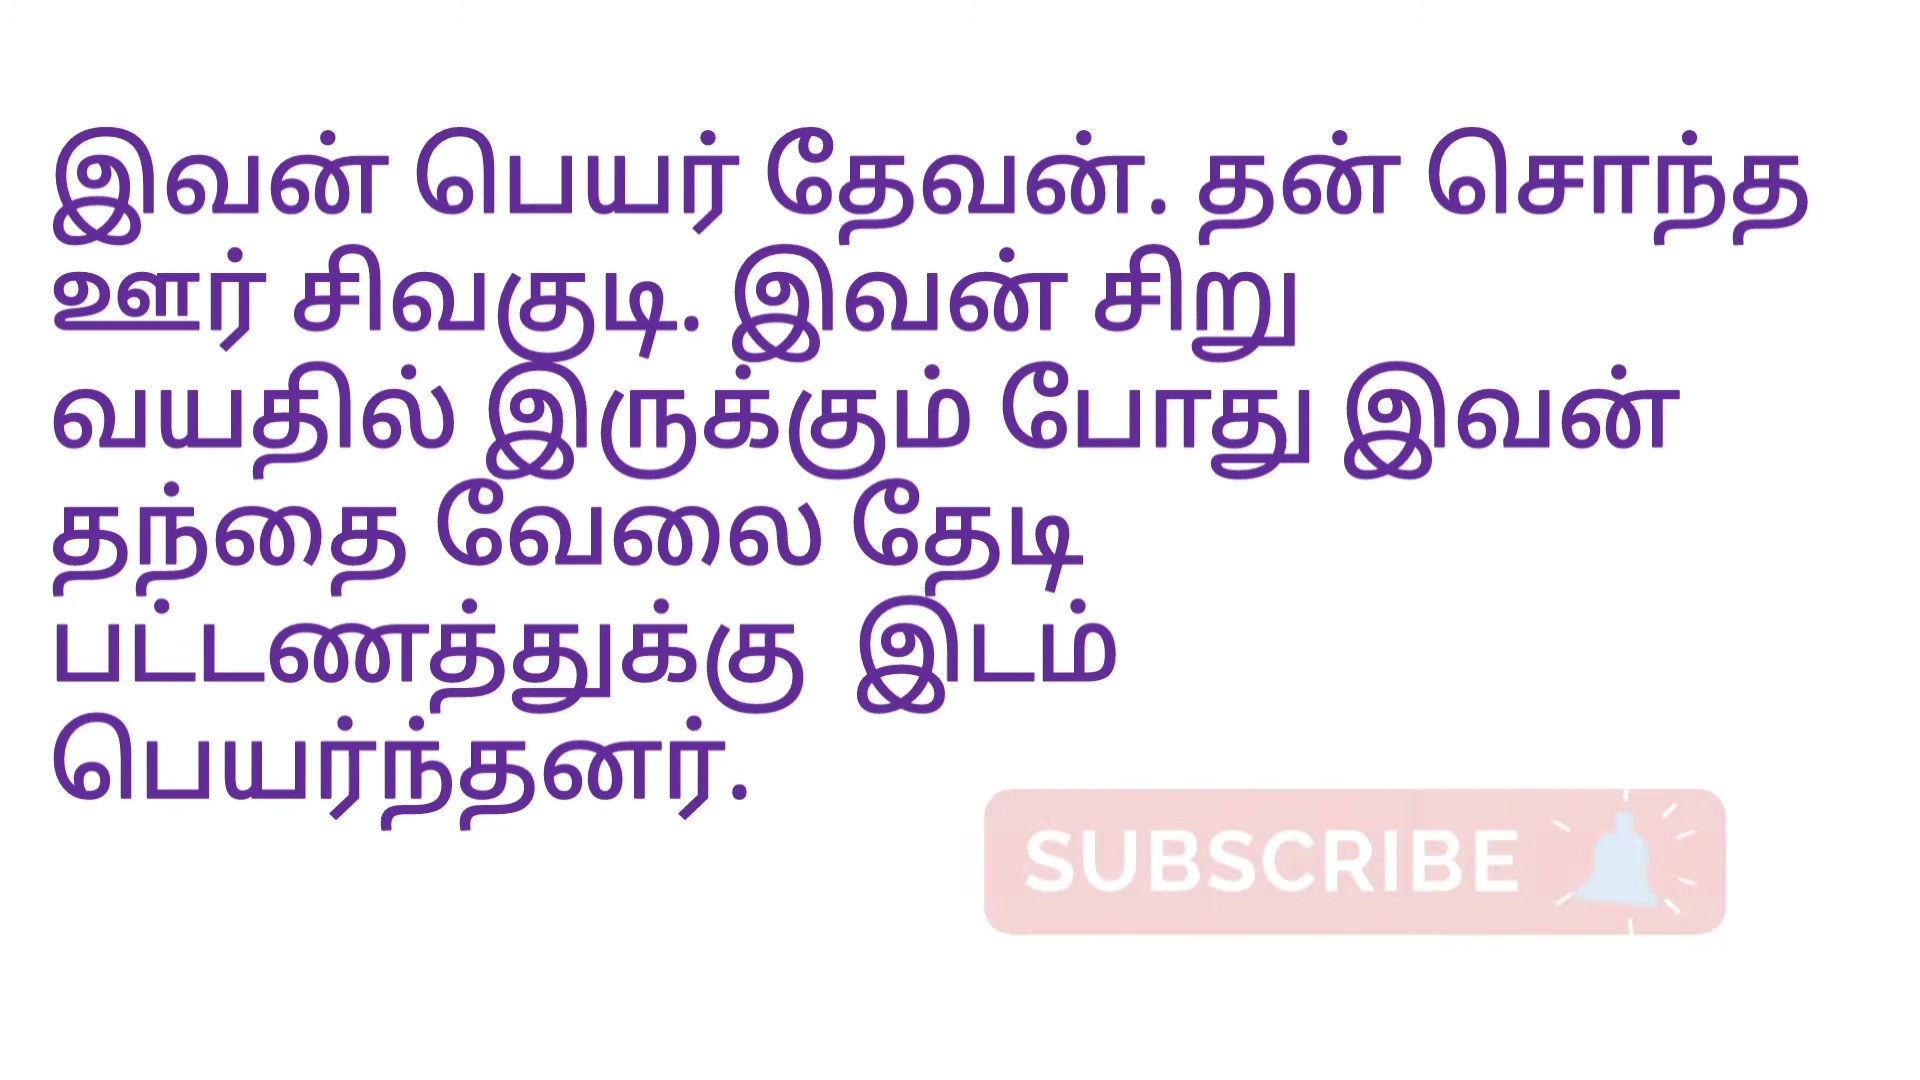 இவன் பெயர் தேவன். தன் சொந்த
ஊர் சிவகுடி. இவன் சிறு
வயதில் இருக்கும் போது இவன்
தந்தை வேலை தேடி
பட்டணத்துக்கு  இடம்
பெயர்ந்தனர்.
SUBSCRIBE